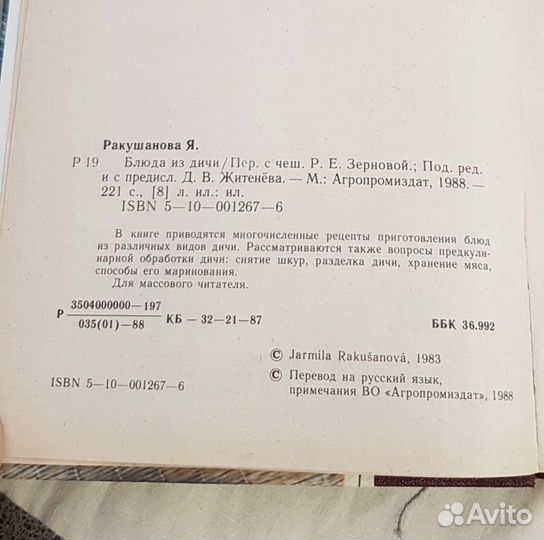 Ракушанова Я.
Р 19 Блюда из дичи/Пер. с чеш. Р. Е. Зерновой.; Под. ред.
и с предисл. Д. В. Житенёва. — М.: Агропромиздат, 1988. —
221 с., [8] л. ил.: ил.
ISBN 5—10—001267—6
В книге приводятся многочисленные рецепты приготовления блюд
из различных видов дичи. Рассматриваются также вопросы предкули-
нарной обработки дичи: снятие шкур, разделка дичи, хранение мяса,
способы его маринования.
Для массового читателя.
Р 3504000000—197
035(01)—88 КБ — 32—21—87
ББК 36.992
© Jarmila Rakušanová, 1983
ISBN 5—10—001267—6
© Перевод на русский язык,
примечания ВО «Агропромиздат», 1988
Avito